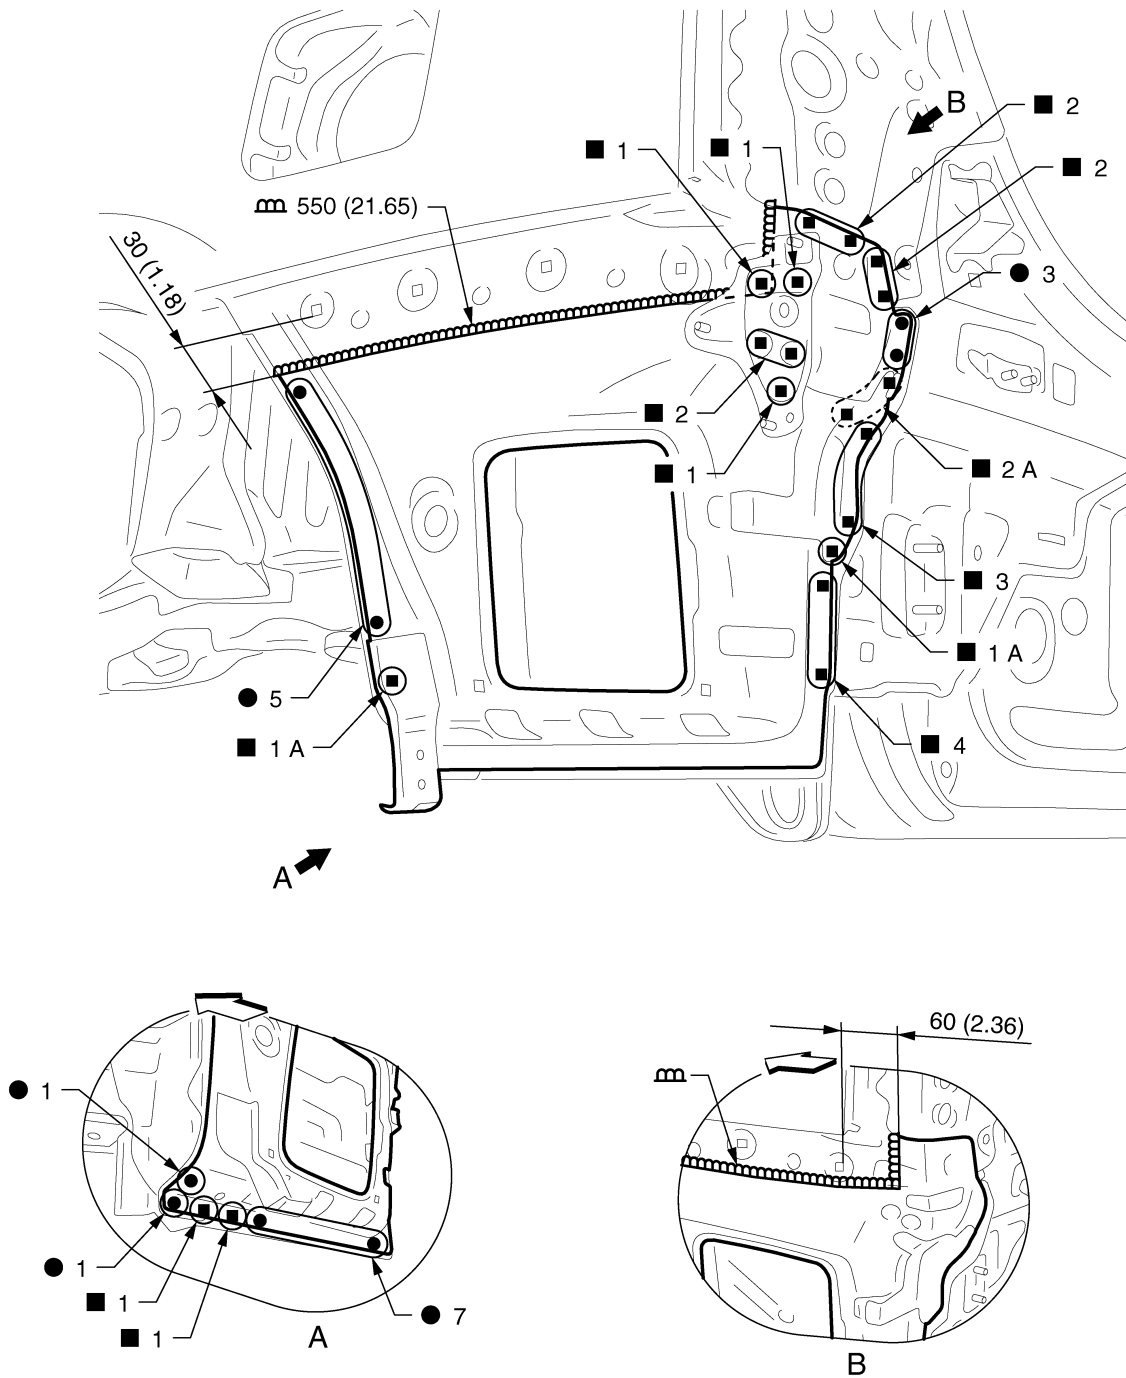 B
■ 2
■ 1
■ 1
■ 2
550 (21.65)
30 (1.18)
● 3
■ 2
■ 1
■ 2 A
■ 3
■ 1 A
● 5
■ 1 A
■ 4
A
60 (2.36)
● 1
● 1
■ 1
■ 1
● 7
A
B